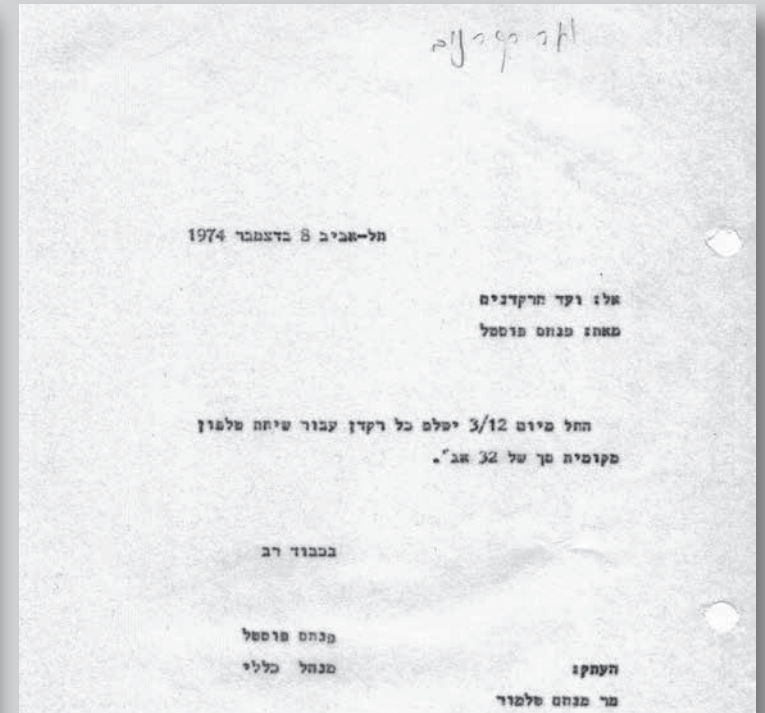 ועד רקדנים
תל-אביב 8 בדצמבר 1974
אל: ועד הרקדנים
מאת: פנחס פוסטל
החל מיום 3/12 ישלם כל רקדן עבור שיחת טלפון
מקומית סך של 32 אג'.
בכבוד רב
פנחס פוסטל
מנהל כללי
העתק:
מר מנחם תלמוד